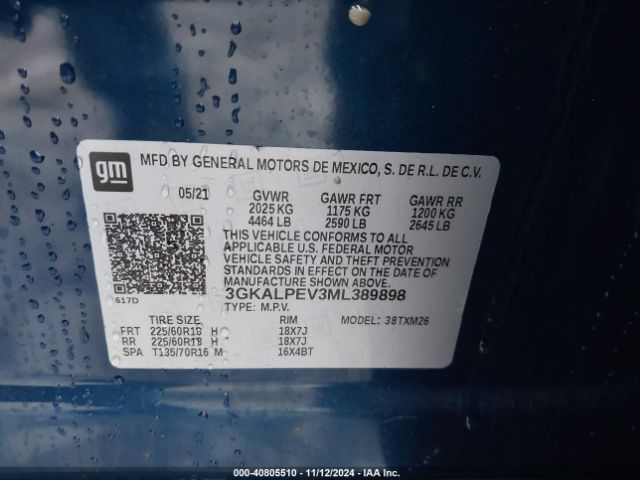 gm
MFD BY GENERAL MOTORS DE MEXICO, S. DE R.L. DE C.V.
05/21 GVWR GAWR FRT GAWR RR
2025 KG 1175 KG 1200 KG
4464 LB 2590 LB 2645 LB
THIS VEHICLE CONFORMS TO ALL
APPLICABLE U.S. FEDERAL MOTOR
VEHICLE SAFETY AND THEFT PREVENTION
STANDARDS IN EFFECT ON THE DATE OF
MANUFACTURE SHOWN ABOVE.
617D 3GKALPEV3ML389898
TYPE: M.P.V.
TIRE SIZE RIM MODEL: 38TXM26
FRT 225/60R18 H 18X7J
RR 225/60R18 H 18X7J
SPA T135/70R16 M 16X4BT
000-40805510 - 11/12/2024 - IAA Inc.